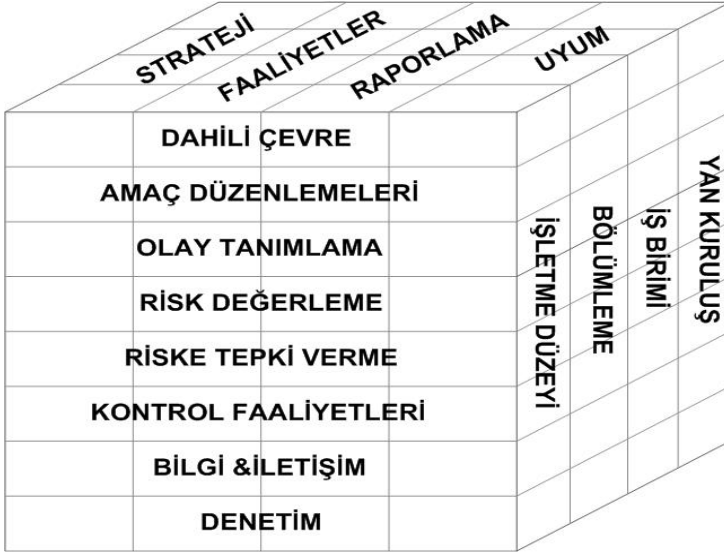 STRATEJİ
FAALİYETLER
RAPORLAMA
UYUM
DAHİLİ ÇEVRE
AMAÇ DÜZENLEMELERİ
OLAY TANIMLAMA
RİSK DEĞERLEME
RİSKE TEPKİ VERME
KONTROL FAALİYETLERİ
BİLGİ &İLETİŞİM
DENETİM
İŞLETME DÜZEYİ
BÖLÜMLEME
İŞ BİRİMİ
YAN KURULUŞ